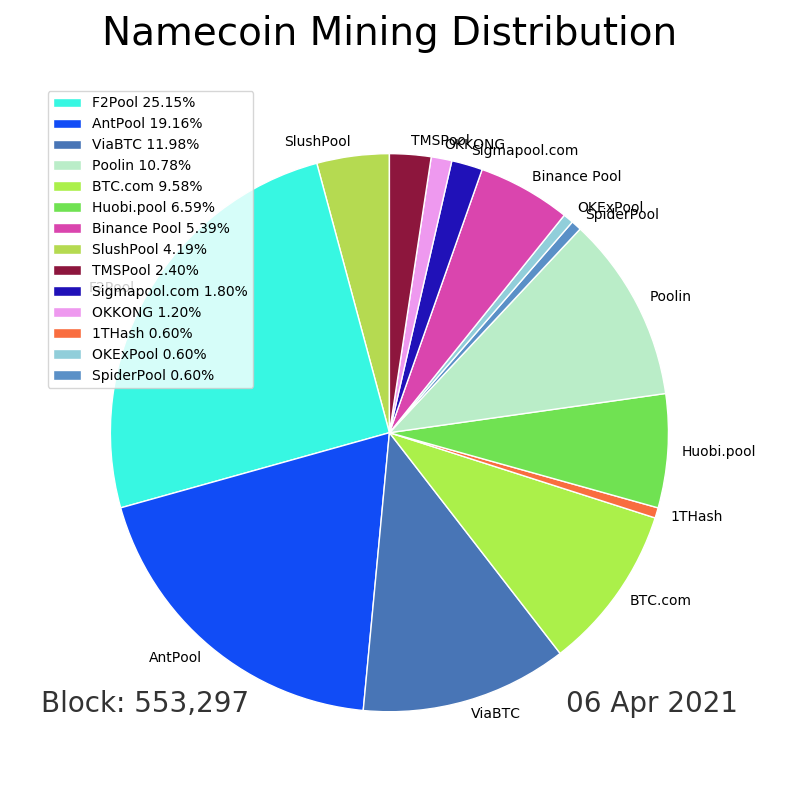 Namecoin Mining Distribution
F2Pool 25.15%
AntPool 19.16%
ViaBTC 11.98%
Poolin 10.78%
BTC.com 9.58%
Huobi.pool 6.59%
Binance Pool 5.39%
SlushPool 4.19%
TMSPool 2.40%
Sigmapool.com 1.80%
OKKONG 1.20%
1THash 0.60%
OKExPool 0.60%
SpiderPool 0.60%
F2Pool
SlushPool
TMSPool
OKKONG
Sigmapool.com
Binance Pool
OKExPool
SpiderPool
Poolin
Huobi.pool
1THash
BTC.com
AntPool
ViaBTC
Block: 553,297
06 Apr 2021